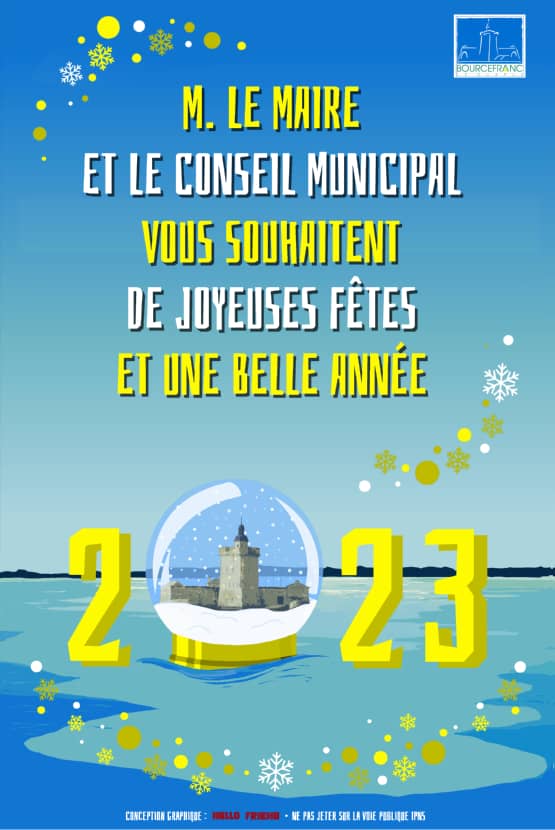 BOURCEFRANC
M. LE MAIRE
ET LE CONSEIL MUNICIPAL
VOUS SOUHAITENT
DE JOYEUSES FÊTES
ET UNE BELLE ANNÉE
2 23
CONCEPTION GRAPHIQUE : HELLO • NE PAS JETER SUR LA VOIE PUBLIQUE IPNS